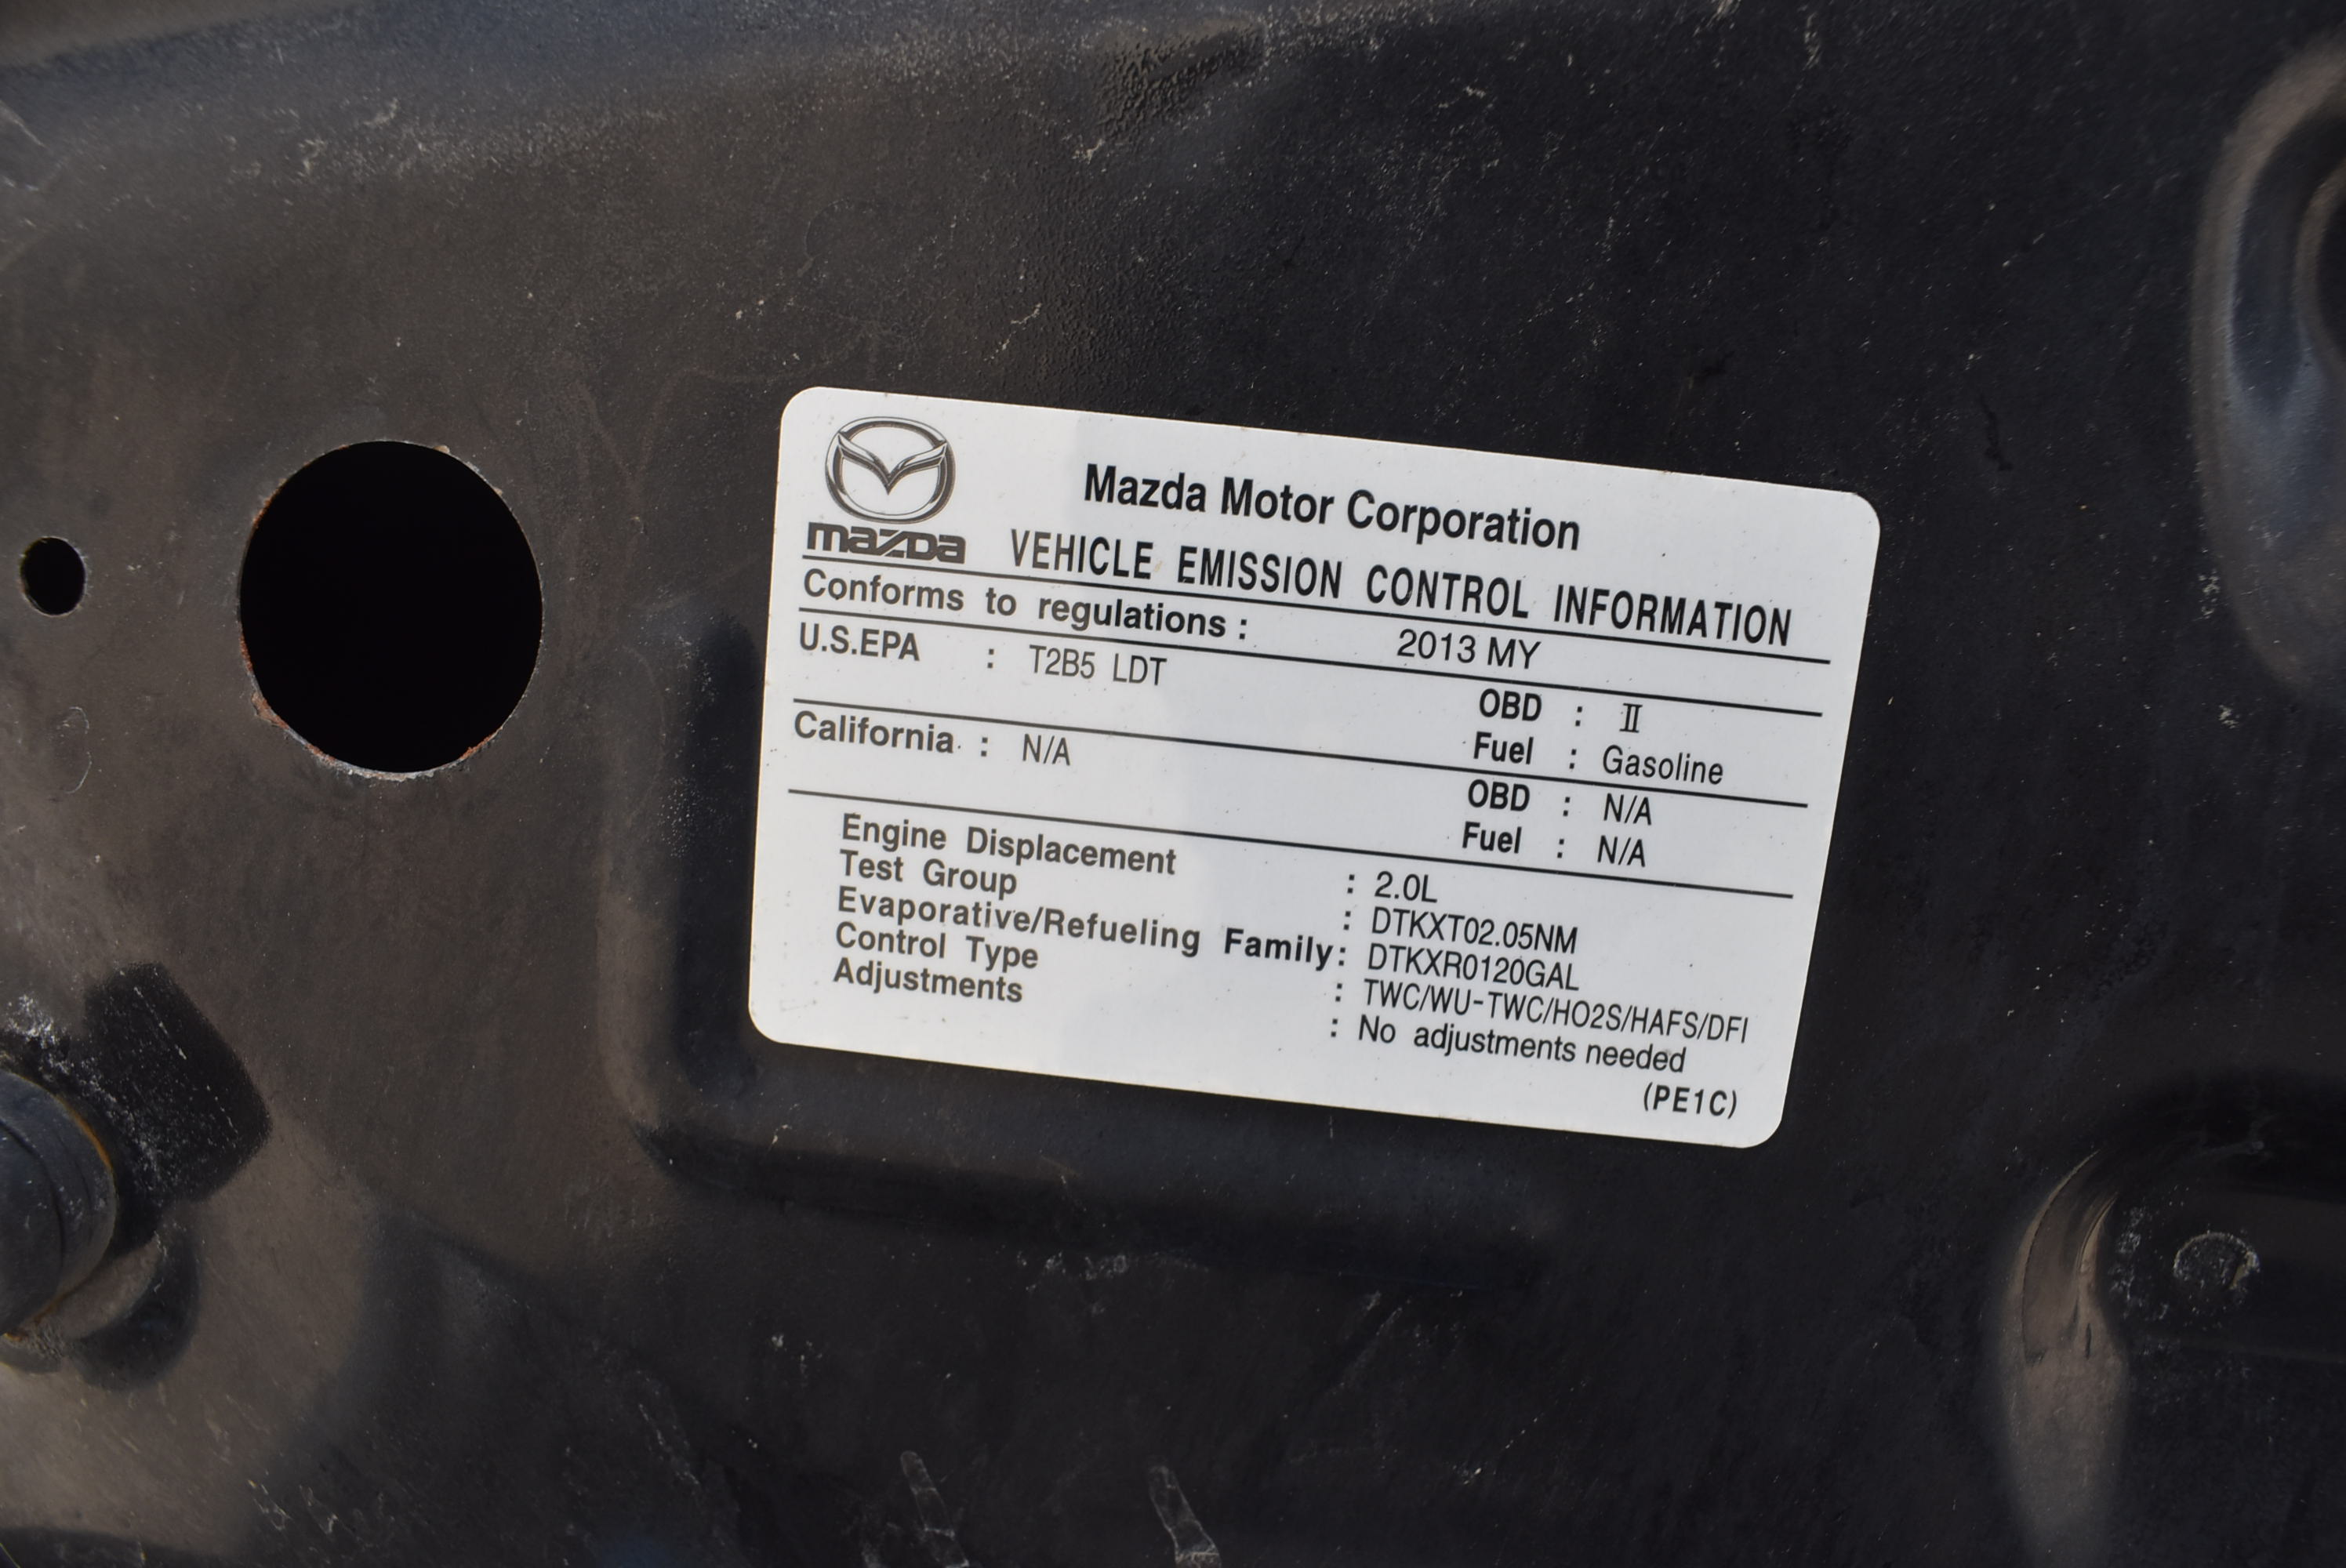 mazda
Mazda Motor Corporation
VEHICLE EMISSION CONTROL INFORMATION
Conforms to regulations : 2013 MY
U.S.EPA : T2B5 LDT
OBD : II
Fuel : Gasoline
California : N/A
OBD : N/A
Fuel : N/A
Engine Displacement : 2.0L
Test Group : DTKXT02.05NM
Evaporative/Refueling Family : DTKXR0120GAL
Control Type : TWC/WU-TWC/HO2S/HAFS/DFI
Adjustments : No adjustments needed
(PE1C)